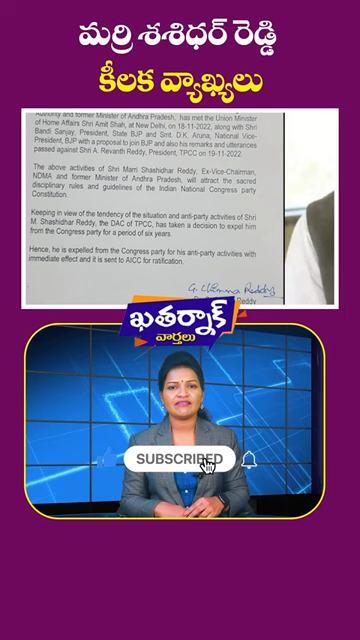 మర్రి శశిధర్ రెడ్డి
కీలక వ్యాఖ్యలు
Authority and former Minister of Andhra Pradesh, has met the Union Minister
of Home Affairs Shri Amit Shah, at New Delhi, on 18-11-2022, along with Shri
Bandi Sanjay, President, State BJP and Smt. D.K. Aruna, National Vice-
President, BJP with a proposal to join BJP and also his remarks and utterances
passed against Shri A. Revanth Reddy, President, TPCC on 19-11-2022.
The above activities of Shri Marri Shashidhar Reddy, Ex-Vice-Chairman,
NDMA and former Minister of Andhra Pradesh, will attract the sacred
disciplinary rules and guidelines of the Indian National Congress party
Constitution.
Keeping in view of the tendency of the situation and anti-party activities of Shri
M. Shashidhar Reddy, the DAC of TPCC, has taken a decision to expel him
from the Congress party for a period of six years.
Hence, he is expelled from the Congress party for his anti-party activities with
immediate effect and it is sent to AICC for ratification.
G. Chinna Reddy
Reddy
ఖతర్నాక్
వార్తలు
SUBSCRIBED